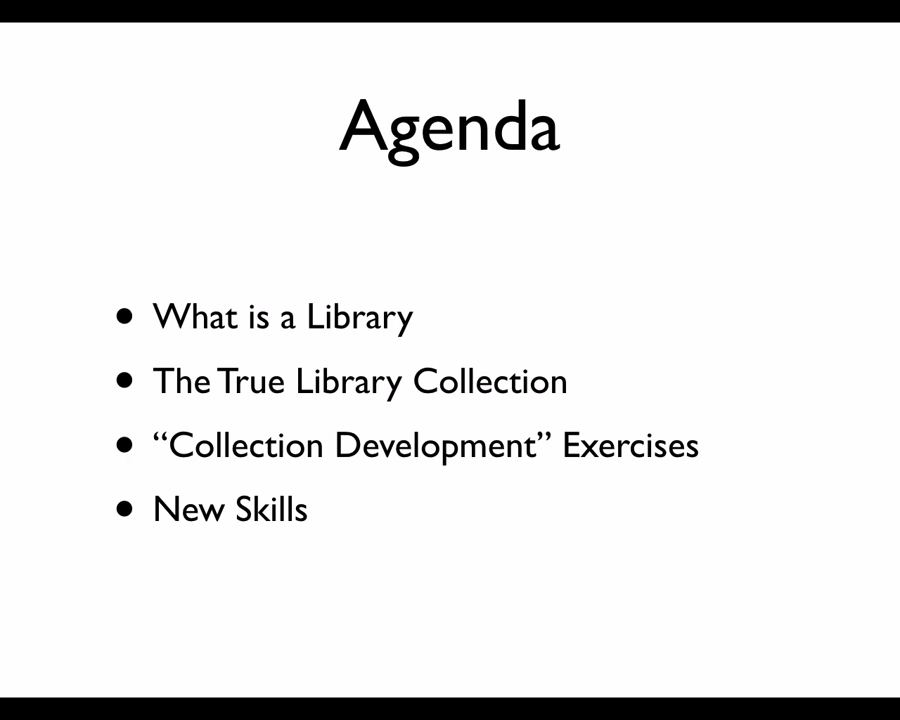 Agenda
• What is a Library
• The True Library Collection
• “Collection Development” Exercises
• New Skills